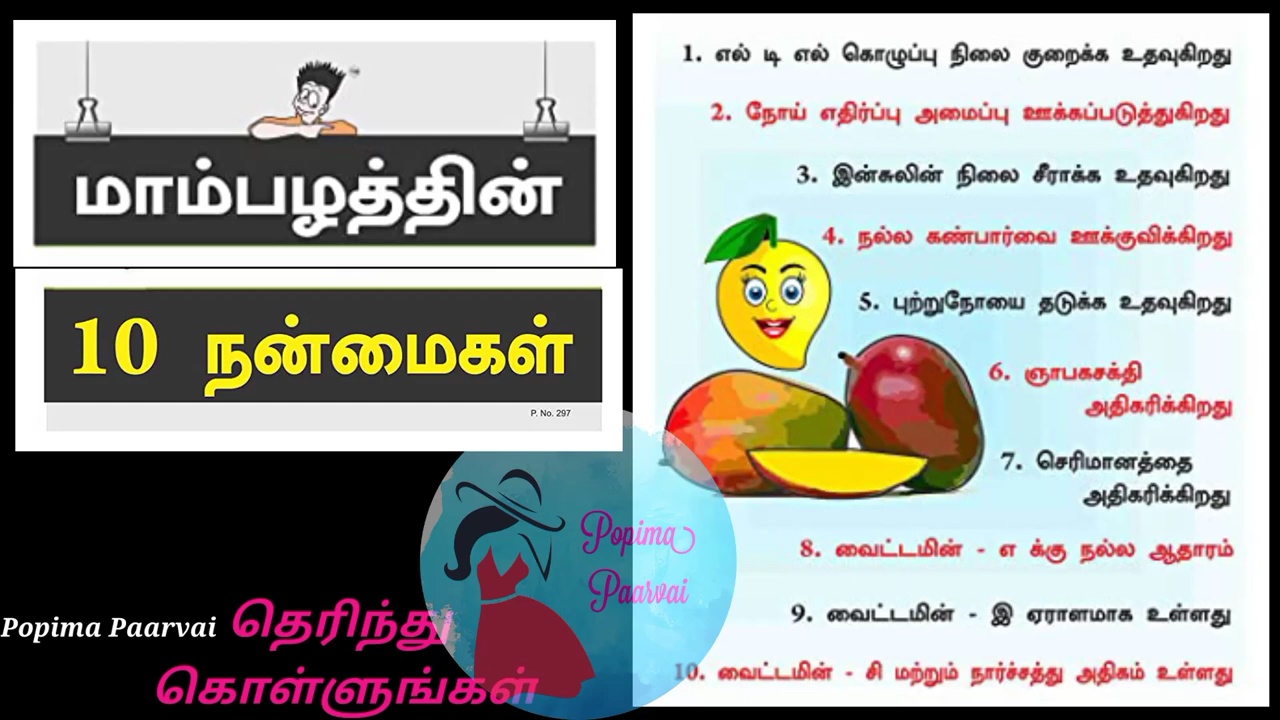 மாம்பழத்தின்
10 நன்மைகள்
P. No. 297
1. எல் டி எல் கொழுப்பு நிலை குறைக்க உதவுகிறது
2. நோய் எதிர்ப்பு அமைப்பு ஊக்கப்படுத்துகிறது
3. இன்சுலின் நிலை சீராக்க உதவுகிறது
4. நல்ல கண்பார்வை ஊக்குவிக்கிறது
5. புற்றுநோயை தடுக்க உதவுகிறது
6. ஞாபகசக்தி
அதிகரிக்கிறது
7. செரிமானத்தை
அதிகரிக்கிறது
8. வைட்டமின் - எ க்கு நல்ல ஆதாரம்
9. வைட்டமின் - இ ஏராளமாக உள்ளது
10. வைட்டமின் - சி மற்றும் நார்ச்சத்து அதிகம் உள்ளது
Popima
Paarvai
Popima Paarvai தெரிந்து
கொள்ளுங்கள்